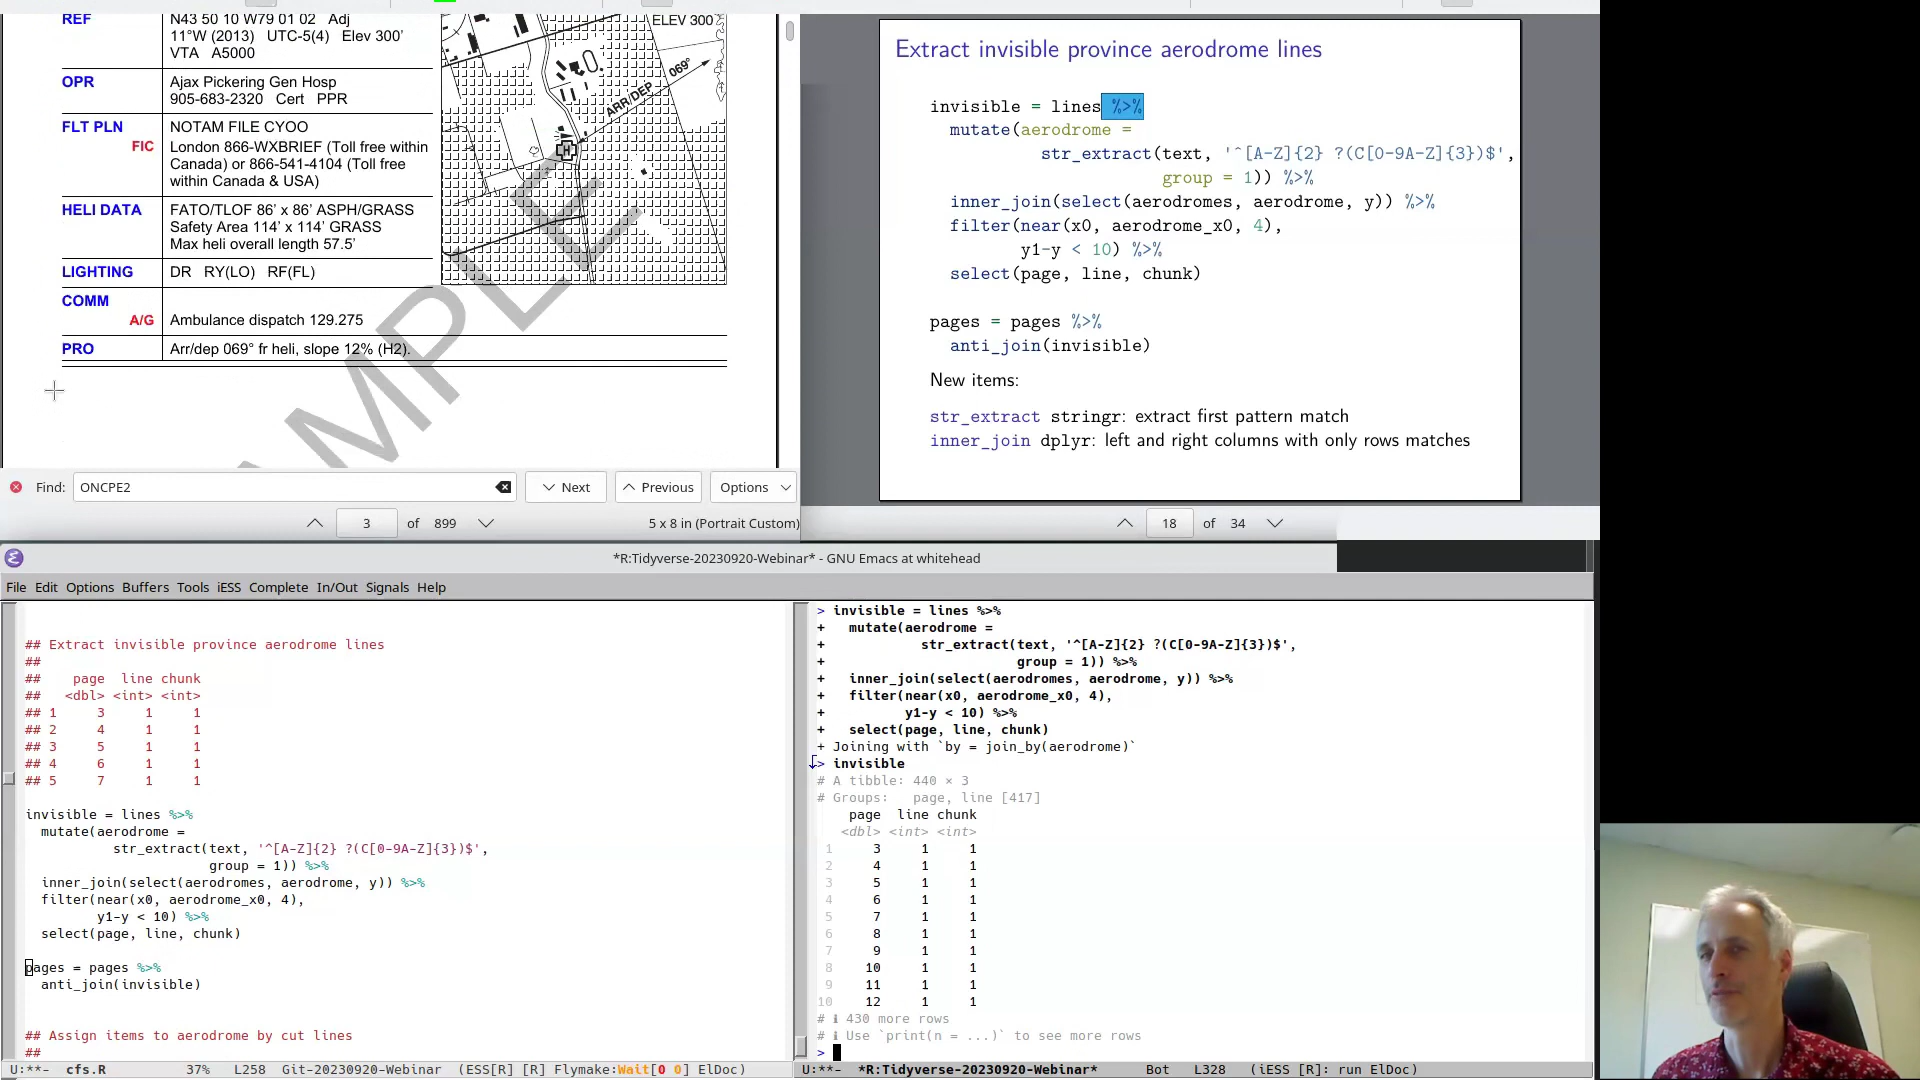 REF N43 50 10 W79 01 02 Adj
11°W (2013) UTC-5(4) Elev 300'
VTA A5000
OPR Ajax Pickering Gen Hosp
905-683-2320 Cert PPR
FLT PLN NOTAM FILE CYOO
FIC London 866-WXBRIEF (Toll free within
Canada) or 866-541-4104 (Toll free
within Canada & USA)
HELI DATA FATO/TLOF 86' x 86' ASPH/GRASS
Safety Area 114' x 114' GRASS
Max heli overall length 57.5'
LIGHTING DR RY(LO) RF(FL)
COMM
A/G Ambulance dispatch 129.275
PRO Arr/dep 069° fr heli, slope 12% (H2).
ELEV 300
069°
ARR/DEP
H
AMPLE
Find: ONCPE2 Next Previous Options
3 of 899 5 x 8 in (Portrait Custom)
Extract invisible province aerodrome lines
invisible = lines %>%
mutate(aerodrome =
str_extract(text, '^[A-Z]{2} ?(C[0-9A-Z]{3})$',
group = 1)) %>%
inner_join(select(aerodromes, aerodrome, y)) %>%
filter(near(x0, aerodrome_x0, 4),
y1-y < 10) %>%
select(page, line, chunk)
pages = pages %>%
anti_join(invisible)
New items:
str_extract stringr: extract first pattern match
inner_join dplyr: left and right columns with only rows matches
18 of 34
*R:Tidyverse-20230920-Webinar* - GNU Emacs at whitehead
File Edit Options Buffers Tools iESS Complete In/Out Signals Help
## Extract invisible province aerodrome lines
##
## page line chunk
## <dbl> <int> <int>
## 1 3 1 1
## 2 4 1 1
## 3 5 1 1
## 4 6 1 1
## 5 7 1 1
invisible = lines %>%
mutate(aerodrome =
str_extract(text, '^[A-Z]{2} ?(C[0-9A-Z]{3})$',
group = 1)) %>%
inner_join(select(aerodromes, aerodrome, y)) %>%
filter(near(x0, aerodrome_x0, 4),
y1-y < 10) %>%
select(page, line, chunk)
pages = pages %>%
anti_join(invisible)
## Assign items to aerodrome by cut lines
##
U:**- cfs.R 37% L258 Git-20230920-Webinar (ESS[R] [R] Flymake:Wait[0 0] ElDoc)
> invisible = lines %>%
+ mutate(aerodrome =
+ str_extract(text, '^[A-Z]{2} ?(C[0-9A-Z]{3})$',
+ group = 1)) %>%
+ inner_join(select(aerodromes, aerodrome, y)) %>%
+ filter(near(x0, aerodrome_x0, 4),
+ y1-y < 10) %>%
+ select(page, line, chunk)
+ Joining with `by = join_by(aerodrome)`
> invisible
# A tibble: 440 × 3
# Groups: page, line [417]
page line chunk
<dbl> <int> <int>
1 3 1 1
2 4 1 1
3 5 1 1
4 6 1 1
5 7 1 1
6 8 1 1
7 9 1 1
8 10 1 1
9 11 1 1
10 12 1 1
# ℹ 430 more rows
# ℹ Use `print(n = ...)` to see more rows
>
U:**- *R:Tidyverse-20230920-Webinar* Bot L328 (iESS [R]: run ElDoc)